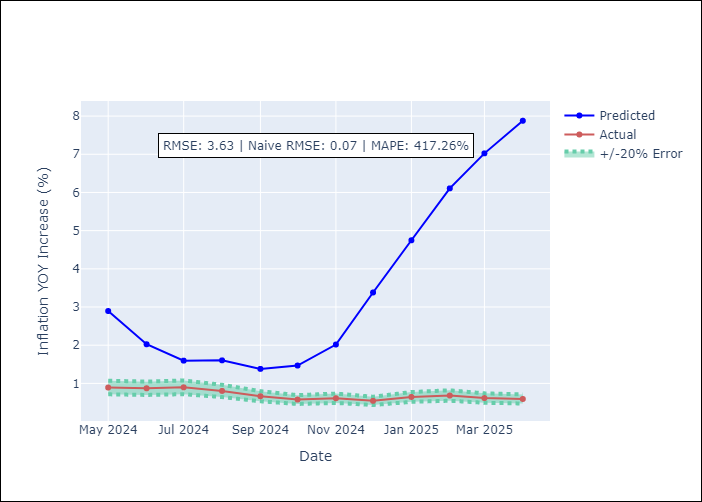 RMSE: 3.63 | Naive RMSE: 0.07 | MAPE: 417.26%
Predicted
Actual
+/-20% Error
Inflation YOY Increase (%)
8
7
6
5
4
3
2
1
May 2024
Jul 2024
Sep 2024
Nov 2024
Jan 2025
Mar 2025
Date